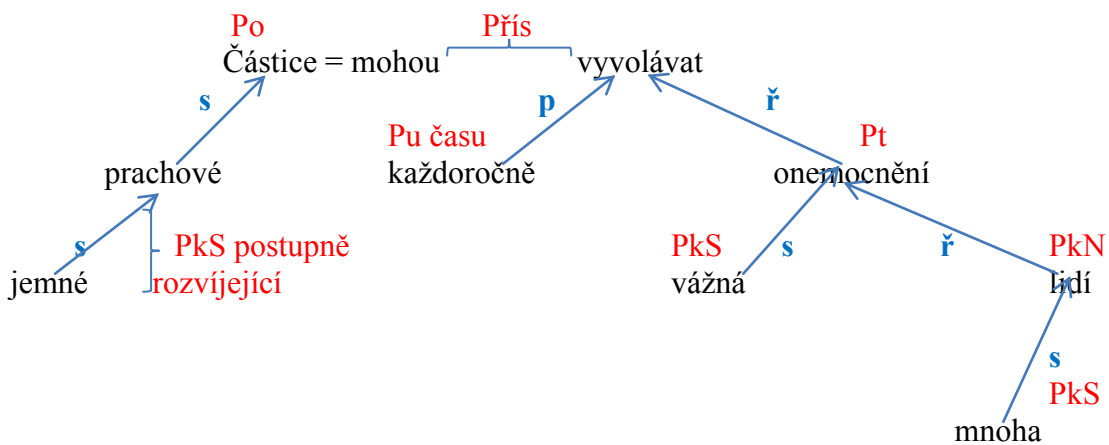 Po Přís
Částice = mohou vyvolávat
s p ř
Pu času Pt
prachové každoročně onemocnění
s PkS postupně PkS s ř PkN
jemné rozvíjející vážná lidí
s
PkS
mnoha